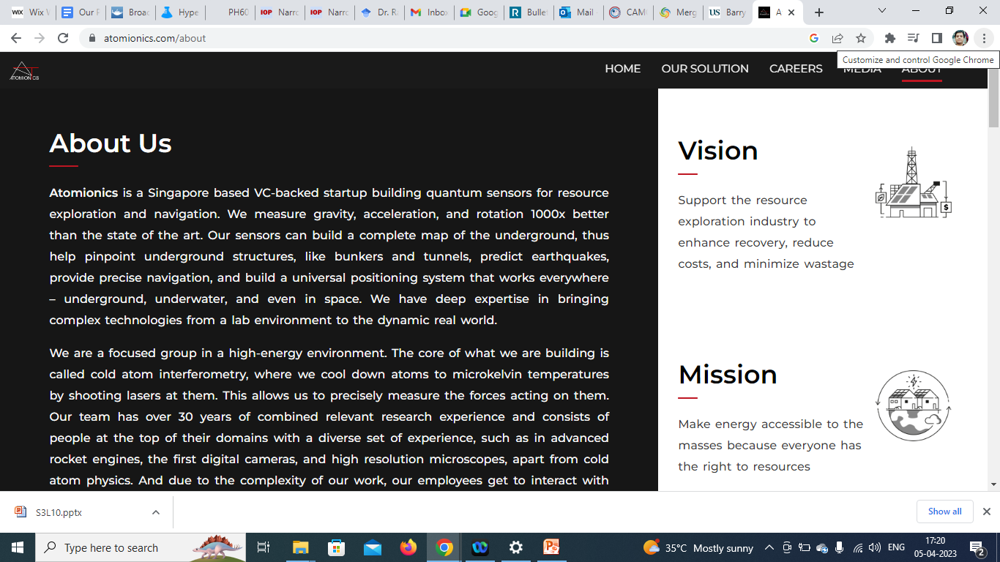 WIX Wix W
Our P
Broad
Hype
PH60
IOP Narro
IOP Narro
Dr. R
Inbox
Goog
R Bullet
Mail
CAM
Merg
US Barry
A
atomionics.com/about
Customize and control Google Chrome
ATOMIONICS
HOME OUR SOLUTION CAREERS MEDIA ABOUT
About Us
Atomionics is a Singapore based VC-backed startup building quantum sensors for resource
exploration and navigation. We measure gravity, acceleration, and rotation 1000x better
than the state of the art. Our sensors can build a complete map of the underground, thus
help pinpoint underground structures, like bunkers and tunnels, predict earthquakes,
provide precise navigation, and build a universal positioning system that works everywhere
– underground, underwater, and even in space. We have deep expertise in bringing
complex technologies from a lab environment to the dynamic real world.
We are a focused group in a high-energy environment. The core of what we are building is
called cold atom interferometry, where we cool down atoms to microkelvin temperatures
by shooting lasers at them. This allows us to precisely measure the forces acting on them.
Our team has over 30 years of combined relevant research experience and consists of
people at the top of their domains with a diverse set of experience, such as in advanced
rocket engines, the first digital cameras, and high resolution microscopes, apart from cold
atom physics. And due to the complexity of our work, our employees get to interact with
Vision
Support the resource
exploration industry to
enhance recovery, reduce
costs, and minimize wastage
$
Mission
Make energy accessible to the
masses because everyone has
the right to resources
S3L10.pptx
Show all
Type here to search
35°C Mostly sunny
ENG
17:20
05-04-2023
2